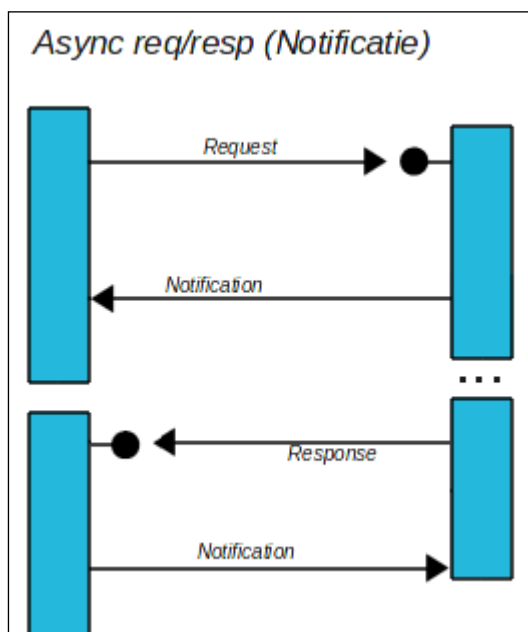 Async req/resp (Notificatie)
Request
Notification
...
Response
Notification